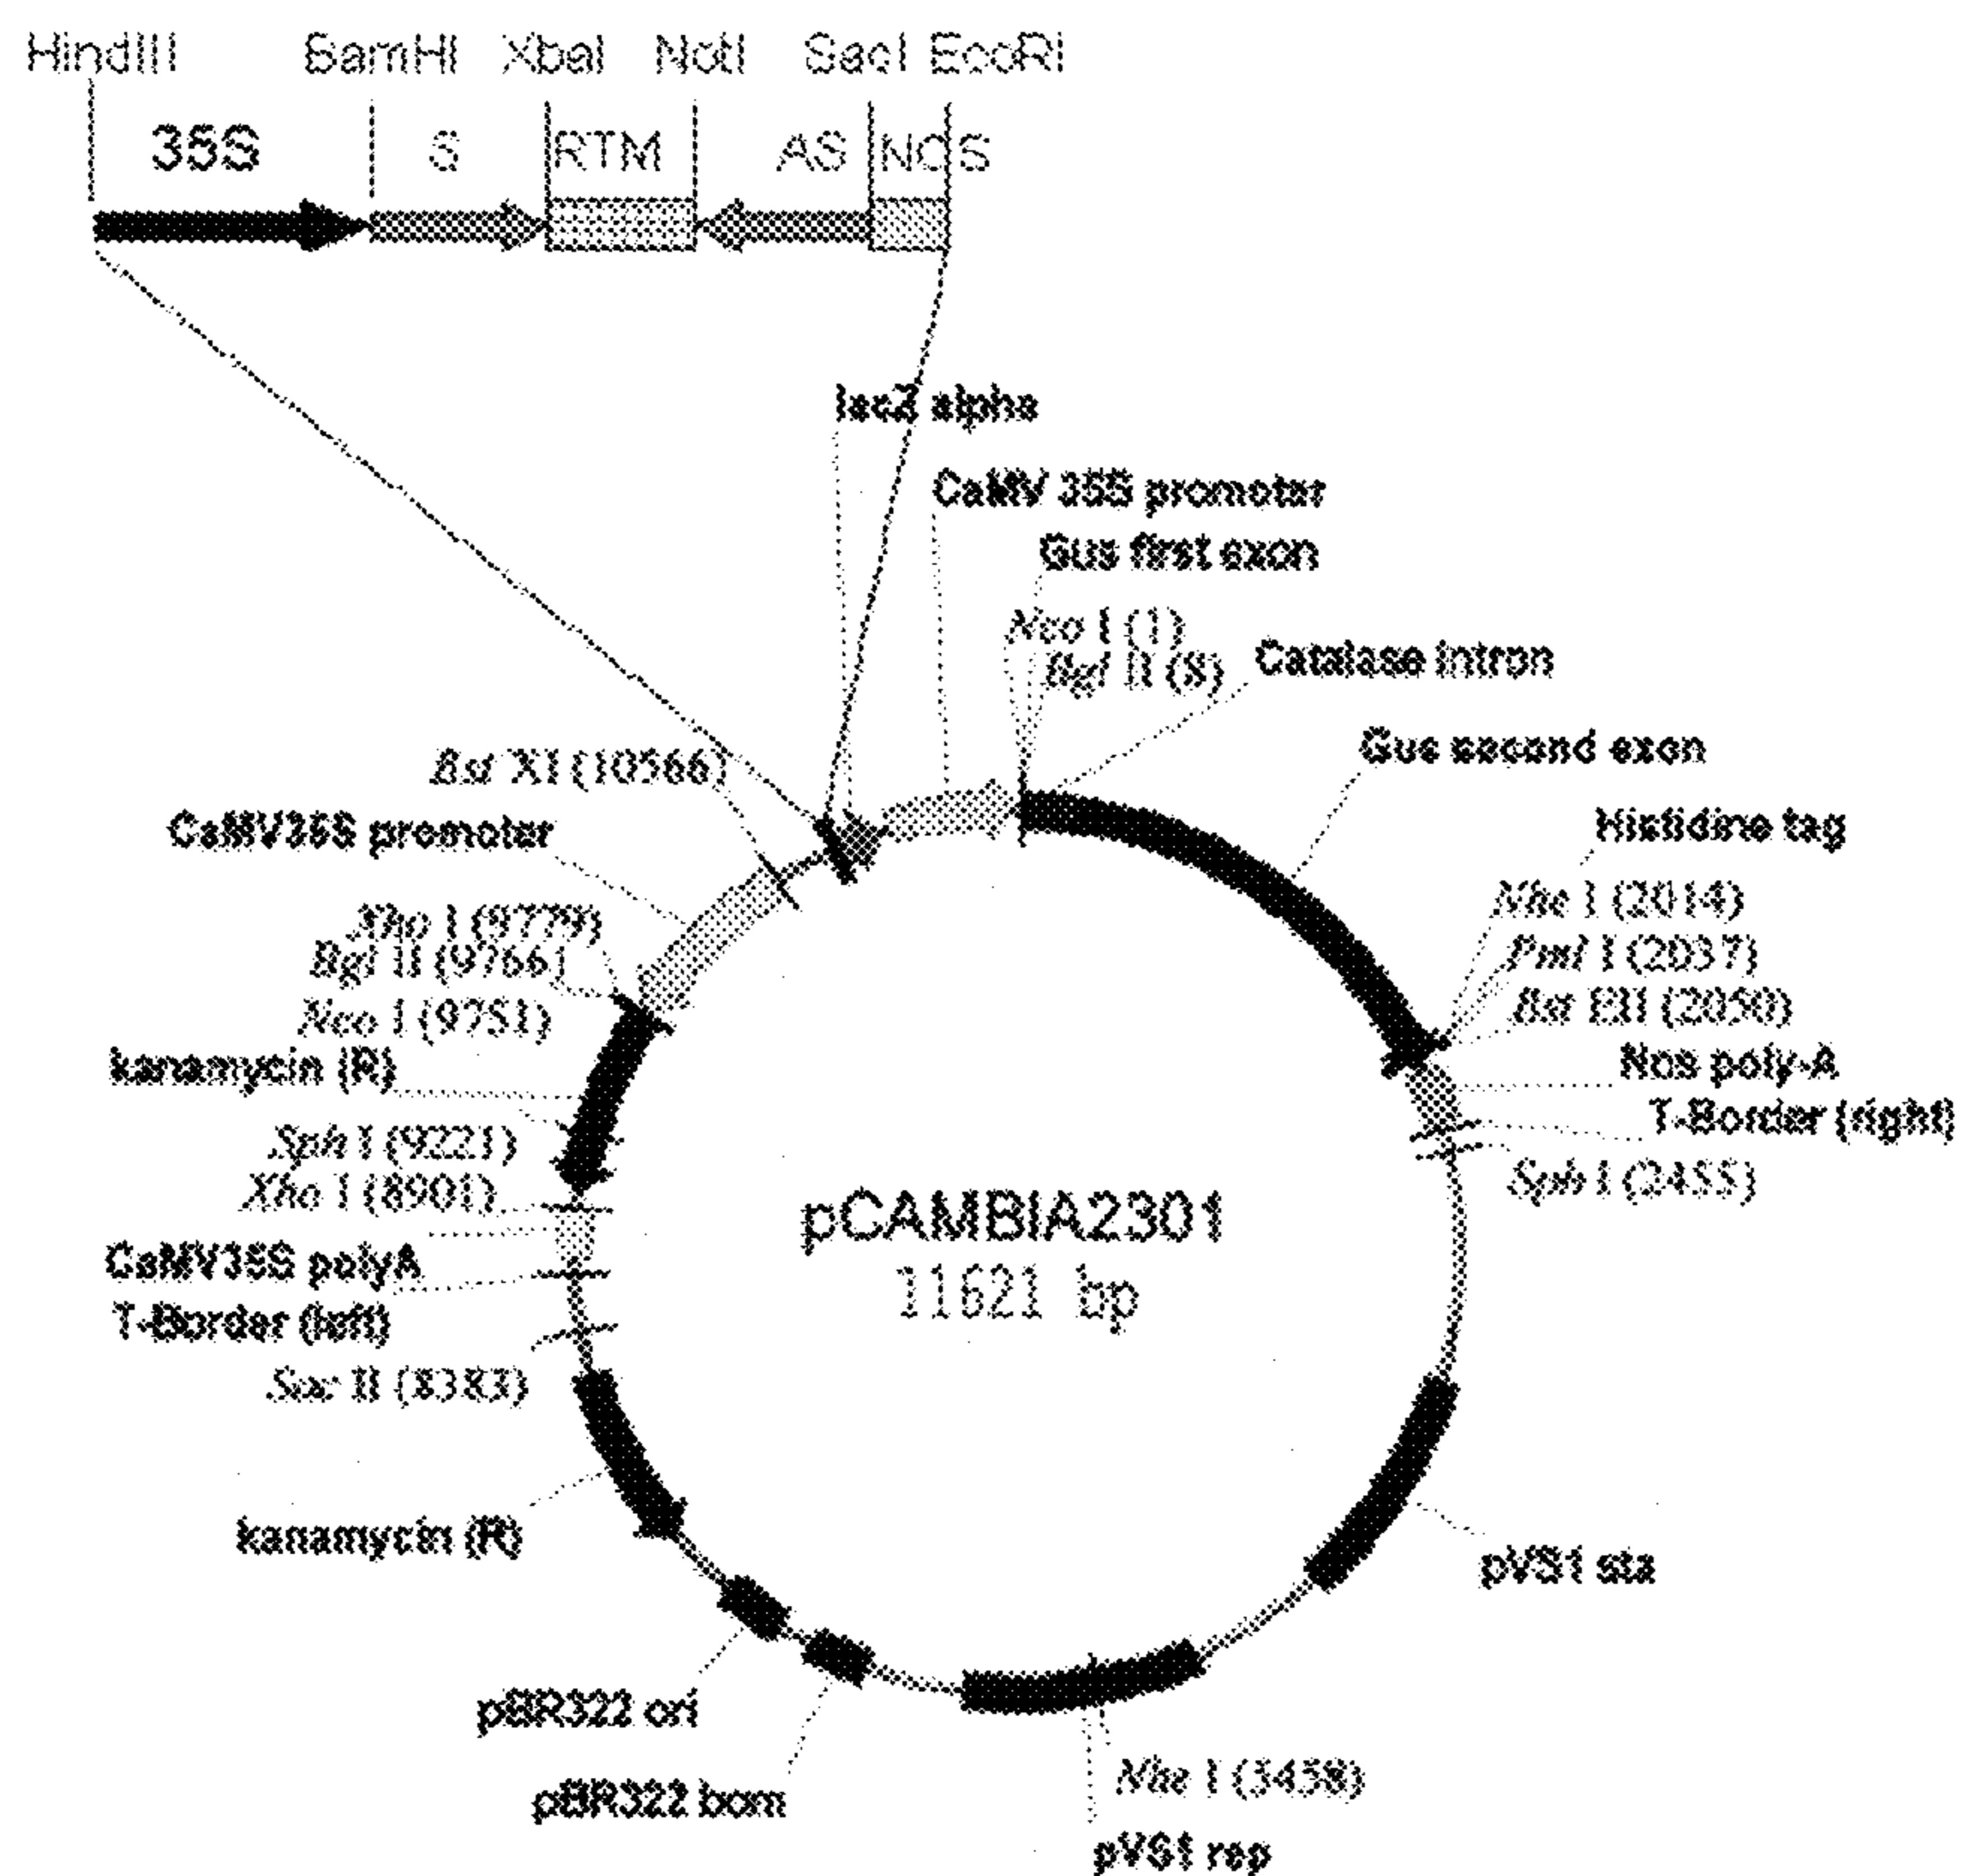 HindIII BamHI XbaI NotI SacI EcoRI
35S S RTM AS NOS
lacZ alpha
CaMV 35S promoter
Gus first exon
Nco I (1)
Bgl II (8)
Catalase intron
Bst XI (10566)
Gus second exon
CaMV35S promoter
Histidine tag
Xho I (9779)
Nhe I (2014)
Bgl II (9766)
Pml I (2037)
Nco I (9751)
Bst EII (2050)
kanamycin (R)
Nos poly-A
T-Border (right)
Sph I (9221)
Sph I (2455)
Xho I (8901)
pCAMBIA2301
11621 bp
CaMV35S polyA
T-Border (left)
Sac II (8383)
kanamycin (R)
pVS1 sta
pBR322 ori
pBR322 bom
Nhe I (5458)
pVS1 rep